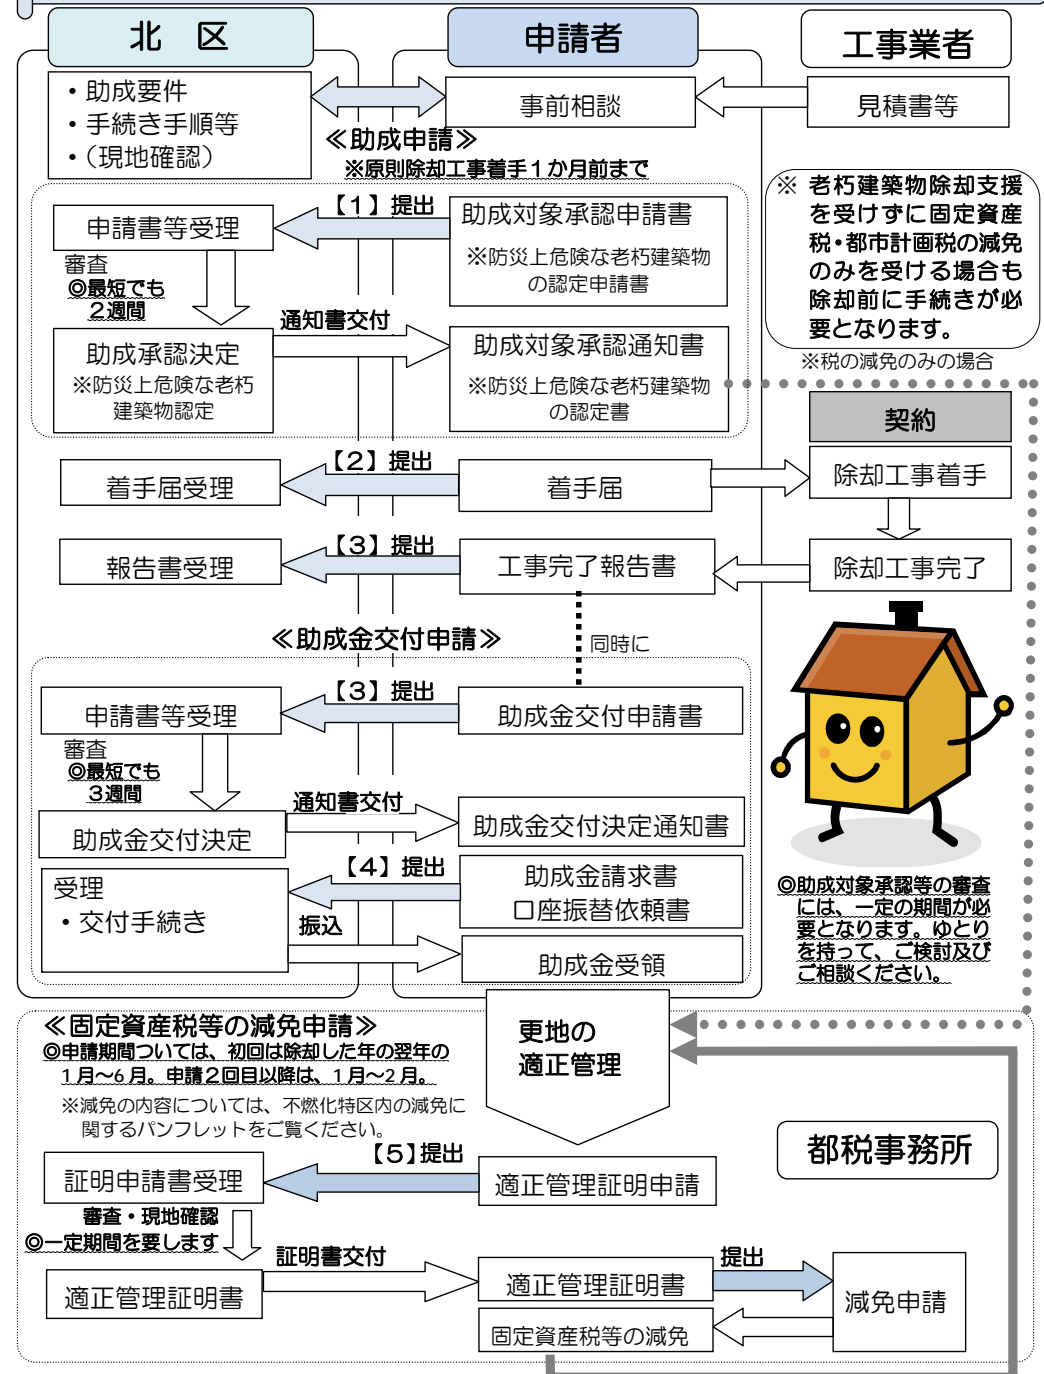 北　区
申請者
工事業者
・助成要件
・手続き手順等
・（現地確認）
事前相談
見積書等
≪助成申請≫
※原則除却工事着手１か月前まで
申請書等受理
【１】提出
助成対象承認申請書
※防災上危険な老朽建築物
の認定申請書
審査
◎最短でも
２週間
助成承認決定
※防災上危険な老朽
建築物認定
通知書交付
助成対象承認通知書
※防災上危険な老朽建築物
の認定書
※ 老朽建築物除却支援
を受けずに固定資産
税・都市計画税の減免
のみを受ける場合も
除却前に手続きが必
要となります。
※税の減免のみの場合
契約
着手届受理
【２】提出
着手届
除却工事着手
報告書受理
【３】提出
工事完了報告書
除却工事完了
≪助成金交付申請≫
同時に
申請書等受理
【３】提出
助成金交付申請書
審査
◎最短でも
３週間
助成金交付決定
通知書交付
助成金交付決定通知書
受理
・交付手続き
【４】提出
助成金請求書
口座振替依頼書
振込
助成金受領
◎助成対象承認等の審査
には、一定の期間が必
要となります。ゆとり
を持って、ご検討及び
ご相談ください。
≪固定資産税等の減免申請≫
◎申請期間ついては、初回は除却した年の翌年の
1月～6月。申請２回目以降は、1月～2月。
※減免の内容については、不燃化特区内の減免に
関するパンフレットをご覧ください。
更地の
適正管理
都税事務所
証明申請書受理
【５】提出
適正管理証明申請
審査・現地確認
◎一定期間を要します
適正管理証明書
証明書交付
適正管理証明書
提出
減免申請
固定資産税等の減免